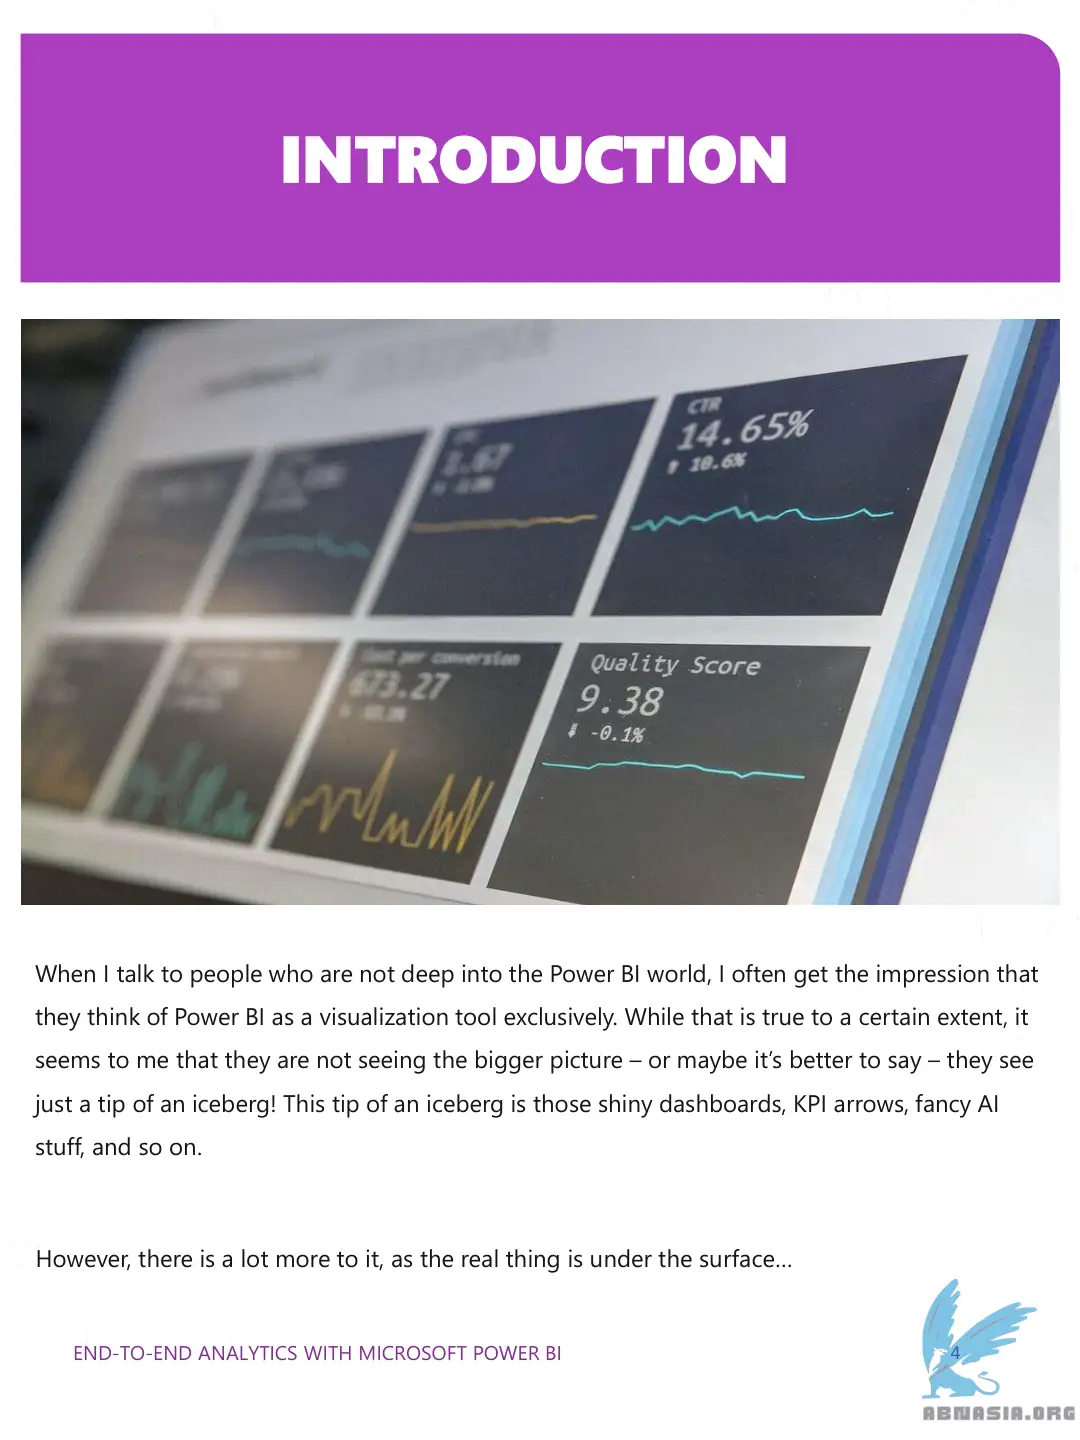 INTRODUCTION
CTR
14.65%
10.6%
1.67
Cost per conversion
673.27
Quality Score
9.38
-0.1%
When I talk to people who are not deep into the Power BI world, I often get the impression that
they think of Power BI as a visualization tool exclusively. While that is true to a certain extent, it
seems to me that they are not seeing the bigger picture – or maybe it’s better to say – they see
just a tip of an iceberg! This tip of an iceberg is those shiny dashboards, KPI arrows, fancy AI
stuff, and so on.
However, there is a lot more to it, as the real thing is under the surface...
END-TO-END ANALYTICS WITH MICROSOFT POWER BI
4
ABNASIA.ORG